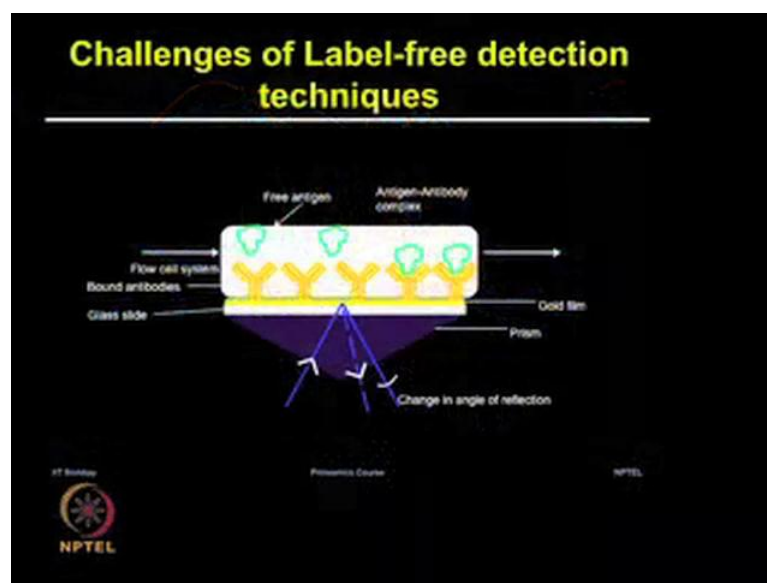 Challenges of Label-free detection
techniques
Free antigen
Antigen-Antibody
complex
Flow cell system
Bound antibodies
Glass slide
Gold film
Prism
Change in angle of reflection
IIT Bombay
Proteomics Course
NPTEL
NPTEL